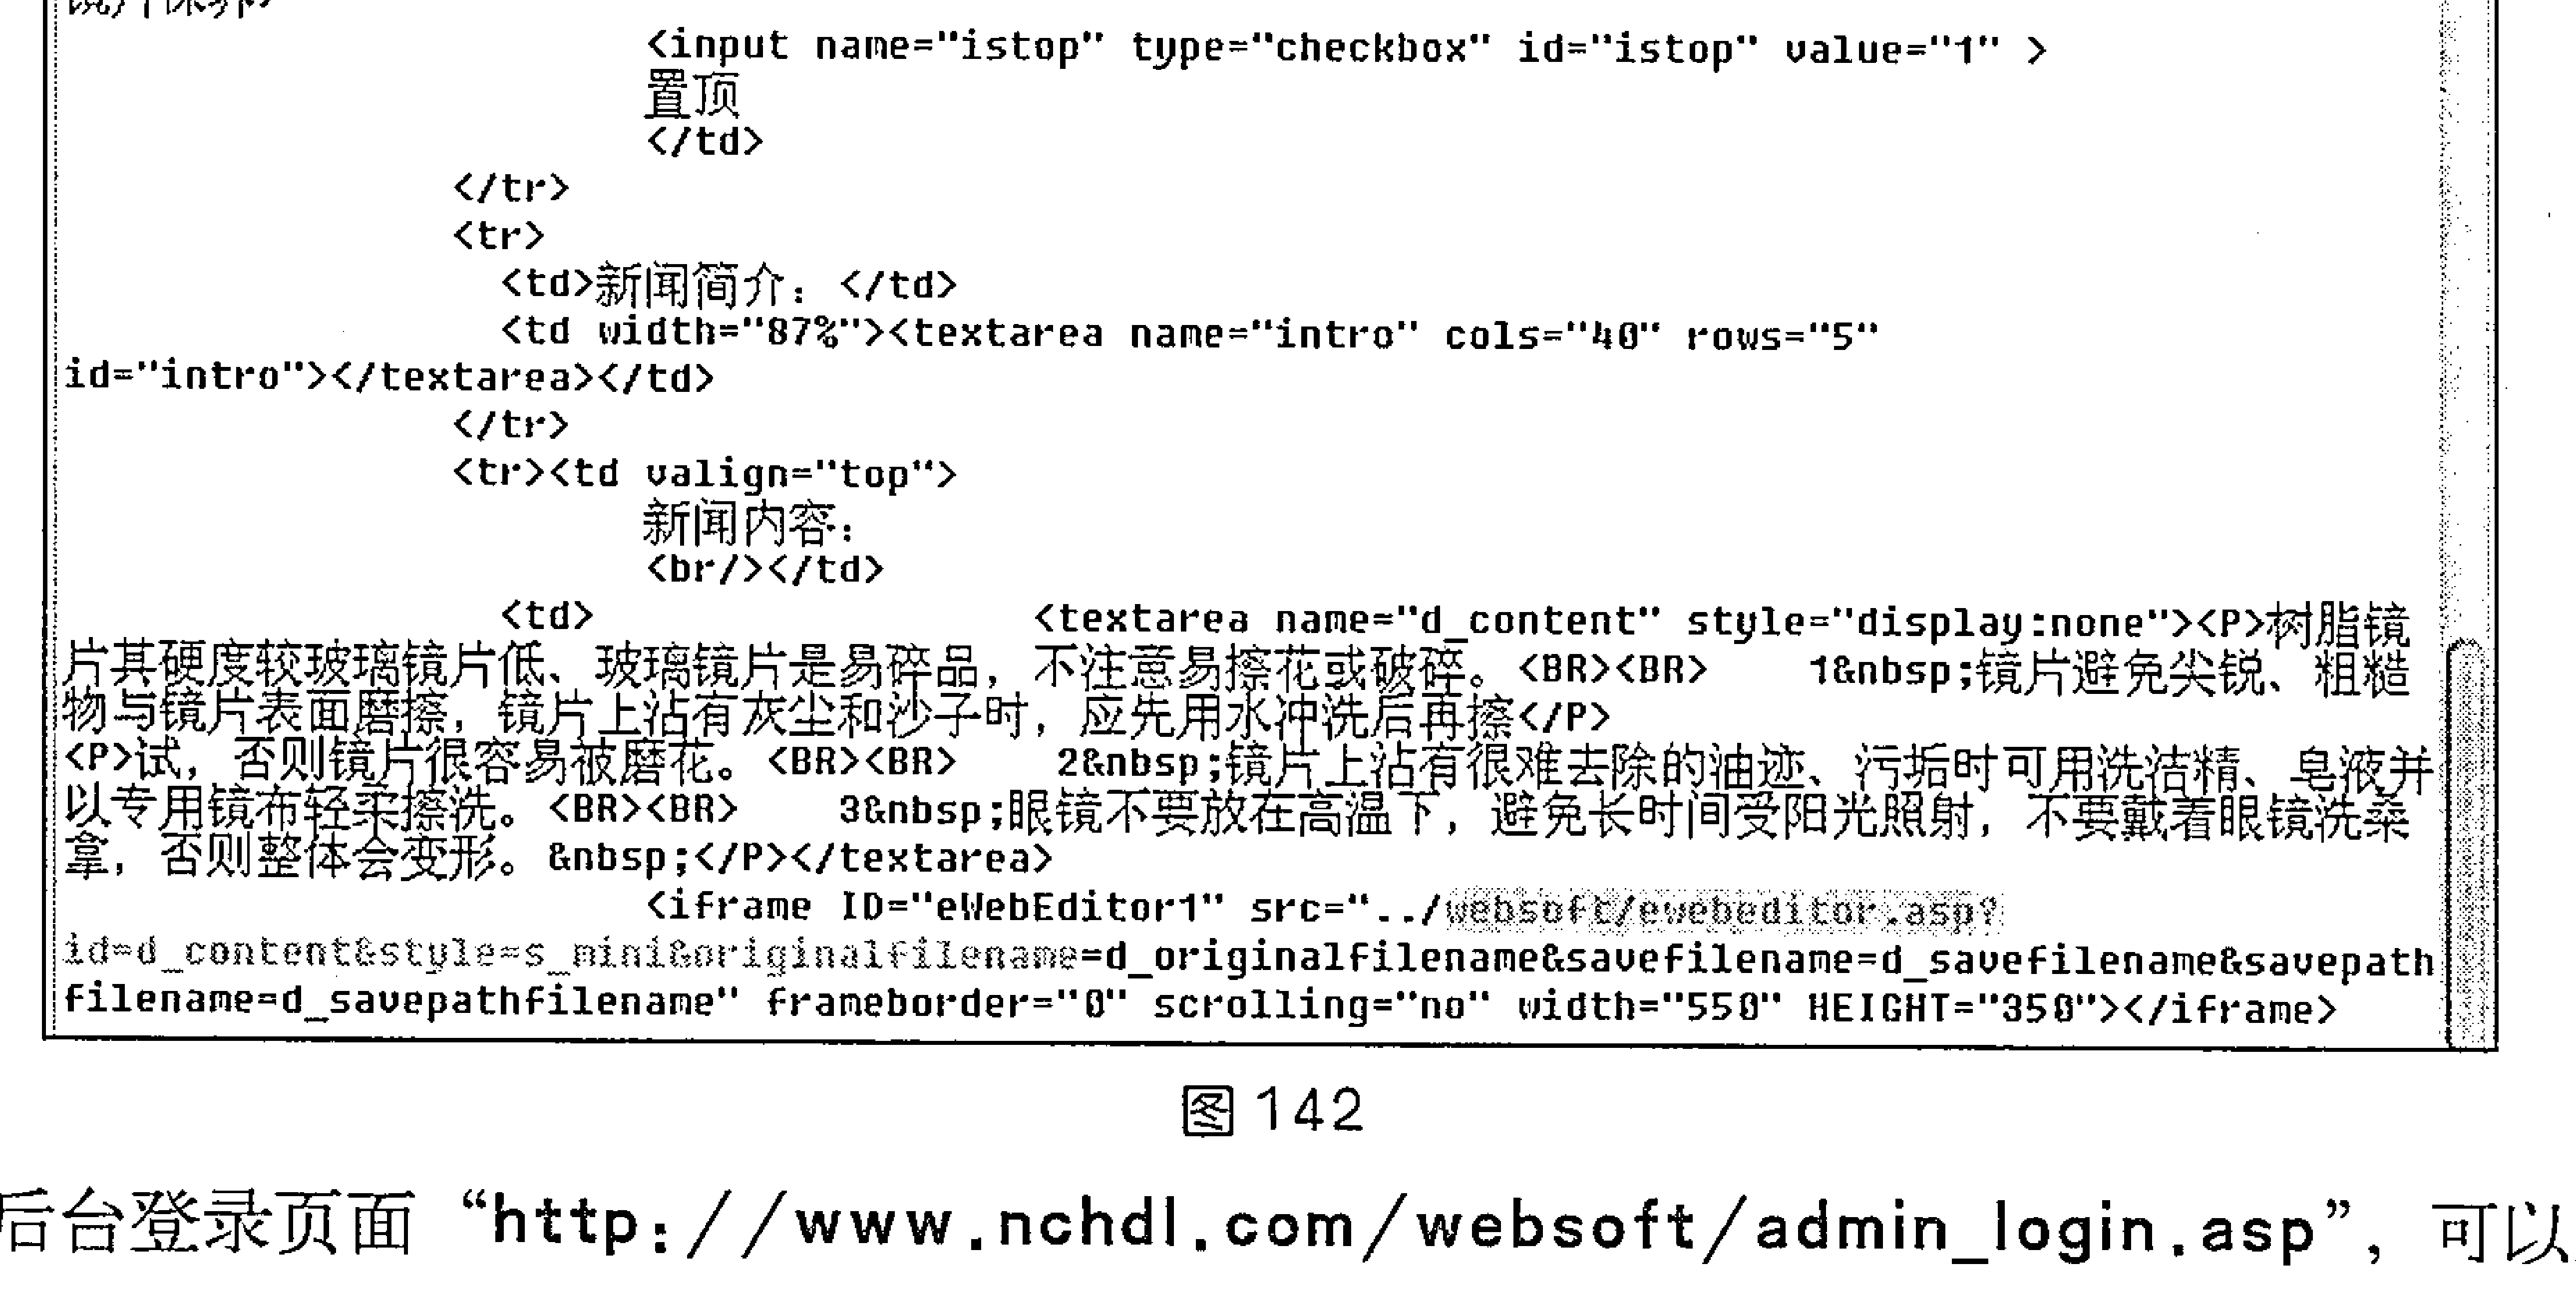 <input name="istop" type="checkbox" id="istop" value="1" >
置顶
</td>
</tr>
<tr>
<td>新闻简介：</td>
<td width="87%"><textarea name="intro" cols="40" rows="5"
id="intro"></textarea></td>
</tr>
<tr><td valign="top">
新闻内容：
<br/></td>
<td> <textarea name="d_content" style="display:none"><P>树脂镜
片其硬度较玻璃镜片低、玻璃镜片是易碎品，不注意易擦花或破碎。<BR><BR> 1&nbsp;镜片避免尖锐、粗糙
物与镜片表面磨擦，镜片上沾有灰尘和沙子时，应先用水冲洗后再擦</P>
<P>试，否则镜片很容易被磨花。<BR><BR> 2&nbsp;镜片上沾有很难去除的油迹、污垢时可用洗洁精、皂液并
以专用镜布轻柔擦洗。<BR><BR> 3&nbsp;眼镜不要放在高温下，避免长时间受阳光照射，不要戴着眼镜洗桑
拿，否则整体会变形。&nbsp;</P></textarea>
<iframe ID="eWebEditor1" src="../websoft/ewebeditor.asp?
id=d_content&style=s_mini&originalfilename=d_originalfilename&savefilename=d_savefilename&savepath
filename=d_savepathfilename" frameborder="0" scrolling="no" width="550" HEIGHT="350"></iframe>
图 142
后台登录页面“http://www.nchdl.com/websoft/admin_login.asp”，可以